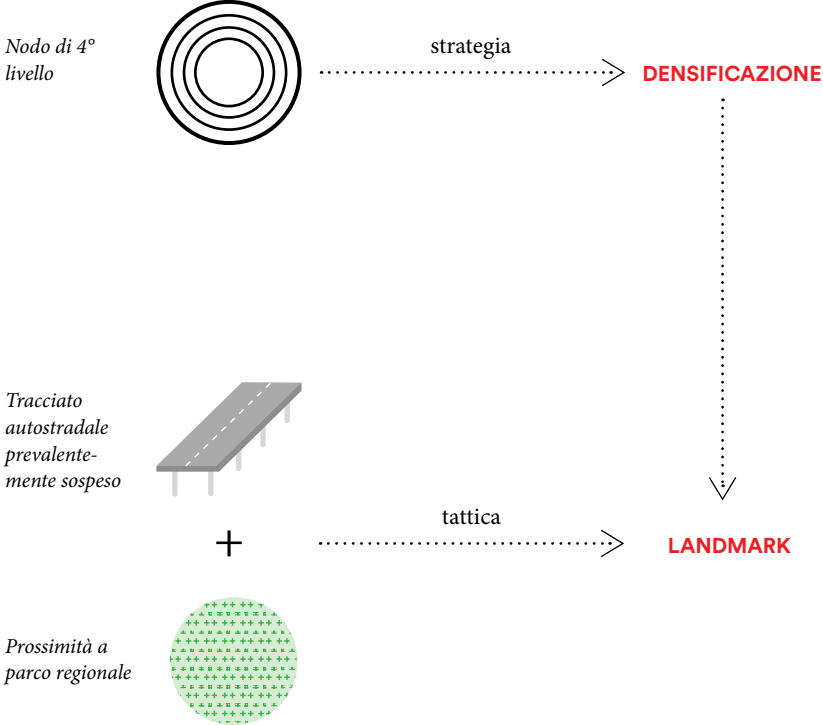 Nodo di 4°
livello
strategia
DENSIFICAZIONE
Tracciato
autostradale
prevalente-
mente sospeso
+
tattica
LANDMARK
Prossimità a
parco regionale